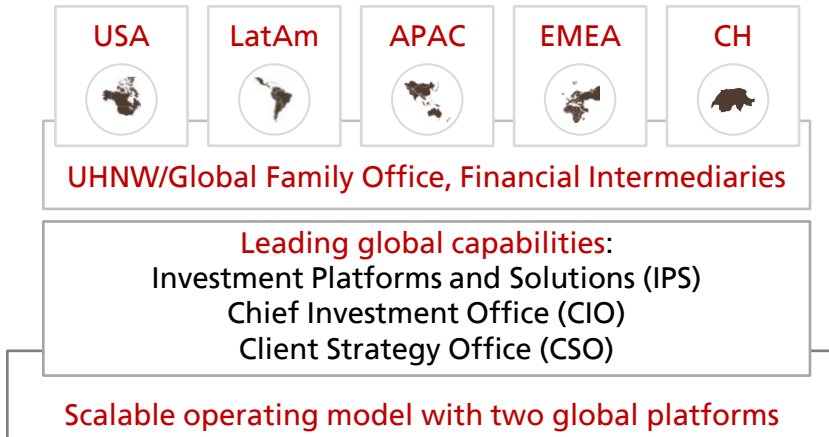 USA
LatAm
APAC
EMEA
CH
UHNW/Global Family Office, Financial Intermediaries
Leading global capabilities:
Investment Platforms and Solutions (IPS)
Chief Investment Office (CIO)
Client Strategy Office (CSO)
Scalable operating model with two global platforms